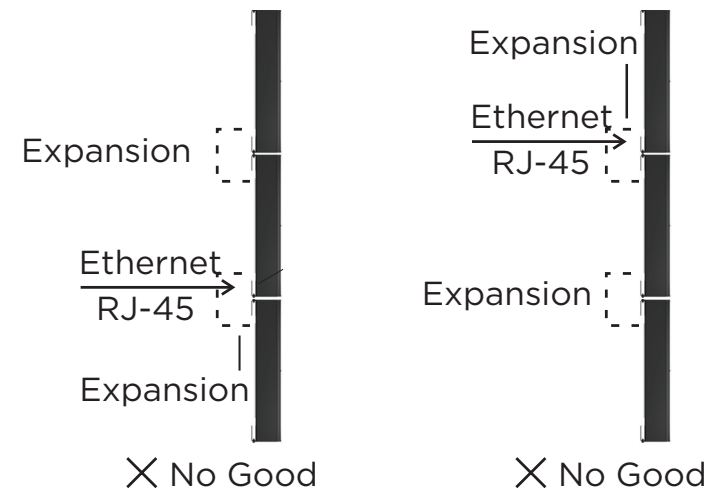 Expansion
Ethernet
RJ-45
Expansion
✕ No Good
Expansion
Ethernet
RJ-45
Expansion
✕ No Good